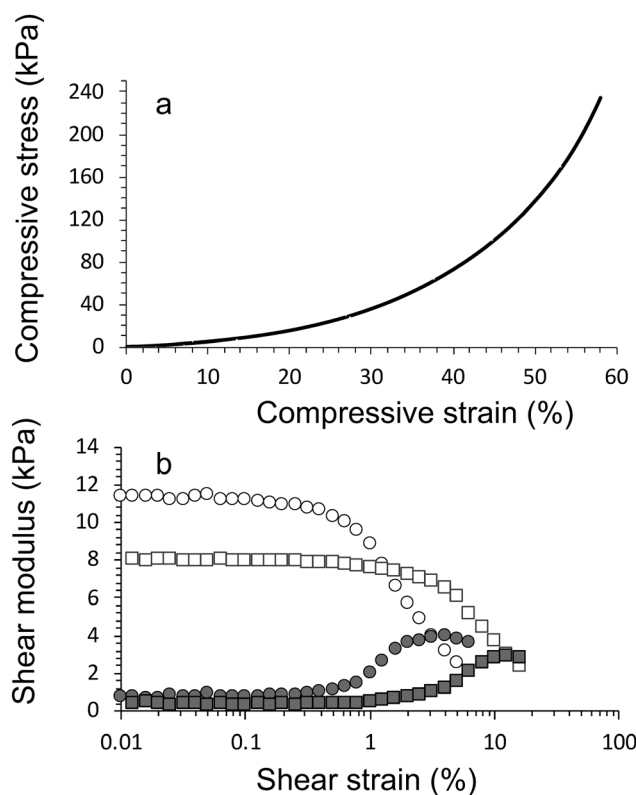 Compressive stress (kPa)
a
240
200
160
120
80
40
0
0 10 20 30 40 50 60
Compressive strain (%)
Shear modulus (kPa)
b
14
12
10
8
6
4
2
0
0.01 0.1 1 10 100
Shear strain (%)